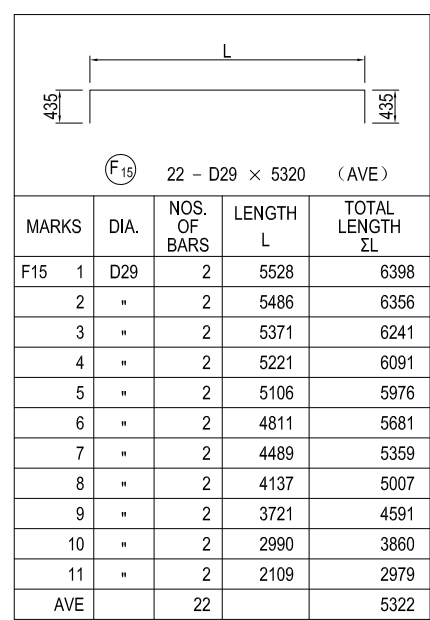 L
435 435
F15 22 - D29 × 5320 (AVE)
MARKS DIA. NOS. OF BARS LENGTH L TOTAL LENGTH ΣL
F15 1 D29 2 5528 6398
2 " 2 5486 6356
3 " 2 5371 6241
4 " 2 5221 6091
5 " 2 5106 5976
6 " 2 4811 5681
7 " 2 4489 5359
8 " 2 4137 5007
9 " 2 3721 4591
10 " 2 2990 3860
11 " 2 2109 2979
AVE 22 5322